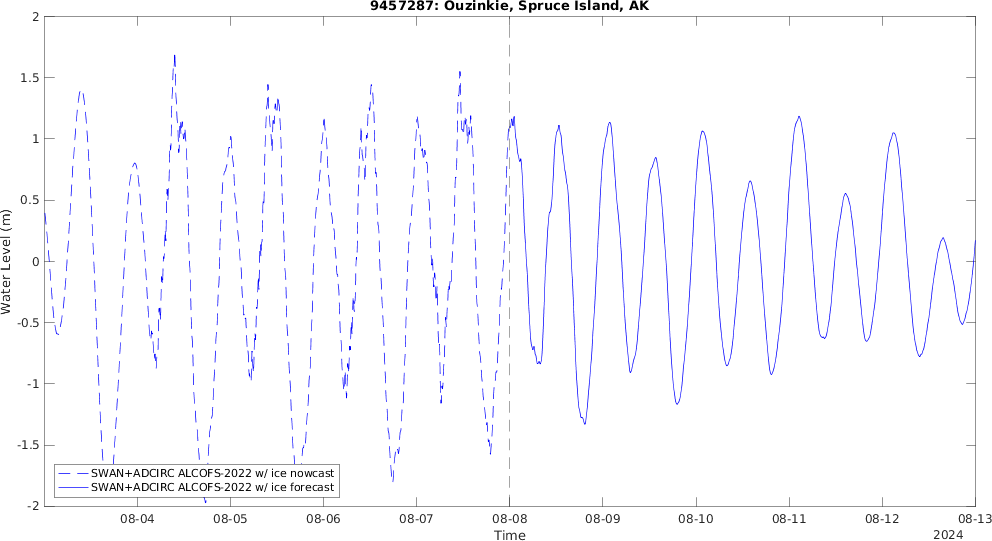 9457287: Ouzinkie, Spruce Island, AK
2
1.5
1
0.5
0
-0.5
-1
-1.5
-2
Water Level (m)
SWAN+ADCIRC ALCOFS-2022 w/ ice nowcast
SWAN+ADCIRC ALCOFS-2022 w/ ice forecast
08-04 08-05 08-06 08-07 08-08 08-09 08-10 08-11 08-12 08-13
Time
2024